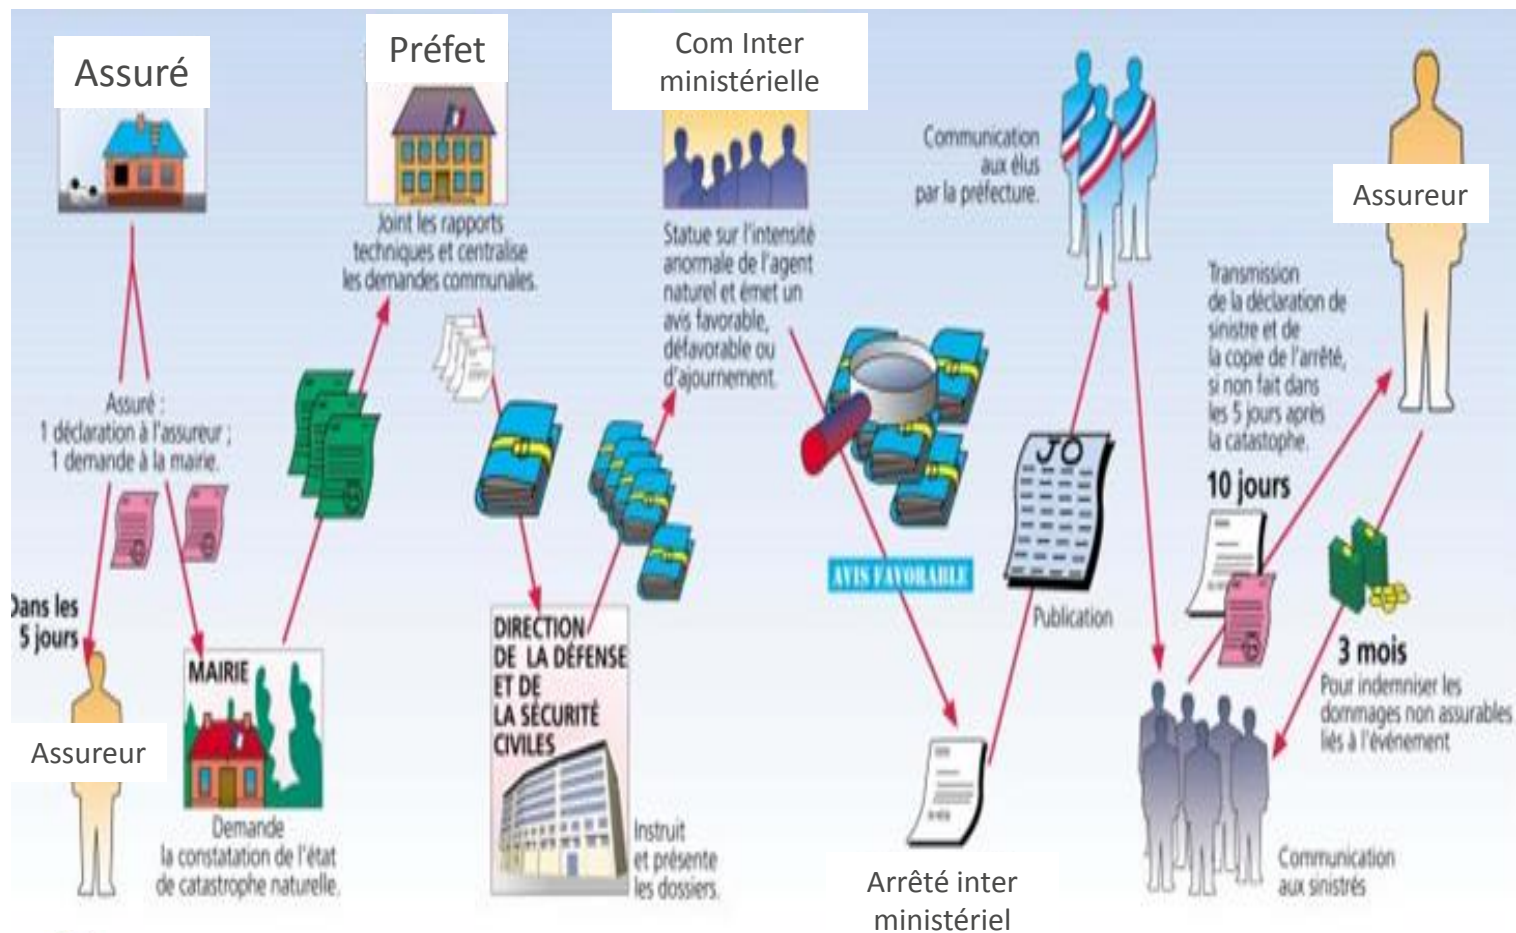 Assuré
Assuré :
1 déclaration à l'assureur ;
1 demande à la mairie.
Dans les
5 jours
Assureur
MAIRIE
Demande
la constatation de l'état
de catastrophe naturelle.
Préfet
Joint les rapports
techniques et centralise
les demandes communales.
DIRECTION
DE LA DÉFENSE
ET DE
LA SÉCURITÉ
CIVILES
Instruit
et présente
les dossiers.
Com Inter
ministérielle
Statue sur l'intensité
anormale de l'agent
naturel et émet un
avis favorable,
défavorable ou
d'ajournement.
AVIS FAVORABLE
Arrêté inter
ministériel
JO
Publication
Communication
aux élus
par la préfecture.
Communication
aux sinistrés
Transmission
de la déclaration de
sinistre et de
la copie de l'arrêté,
si non fait dans
les 5 jours après
la catastophe.
10 jours
Assureur
3 mois
Pour indemniser les
dommages non assurables
liés à l'événement